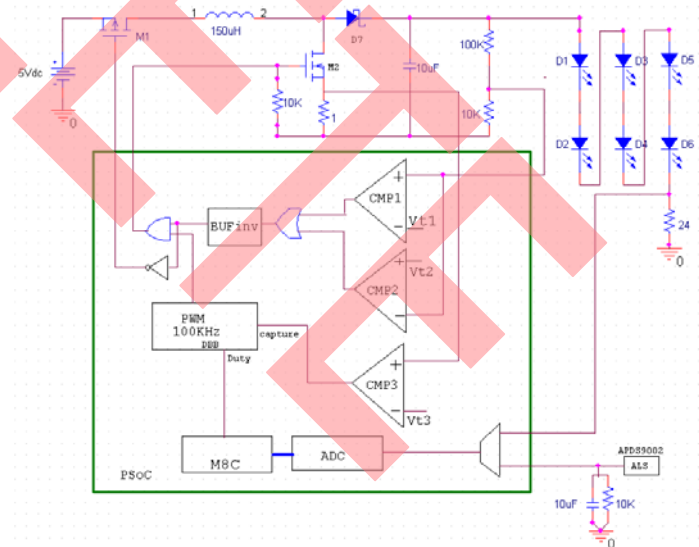 1
2
M1
150uH
D7
5Vdc
0
M2
10K
1
10uF
100K
10K
D1
D2
D3
D4
D5
D6
24
0
CMP1
Vt1
BUFinv
Vt2
CMP2
PWM
100KHz
DBB
capture
Duty
CMP3
Vt3
M8C
ADC
PSoC
APDS9002
ALS
10uF
10K
0